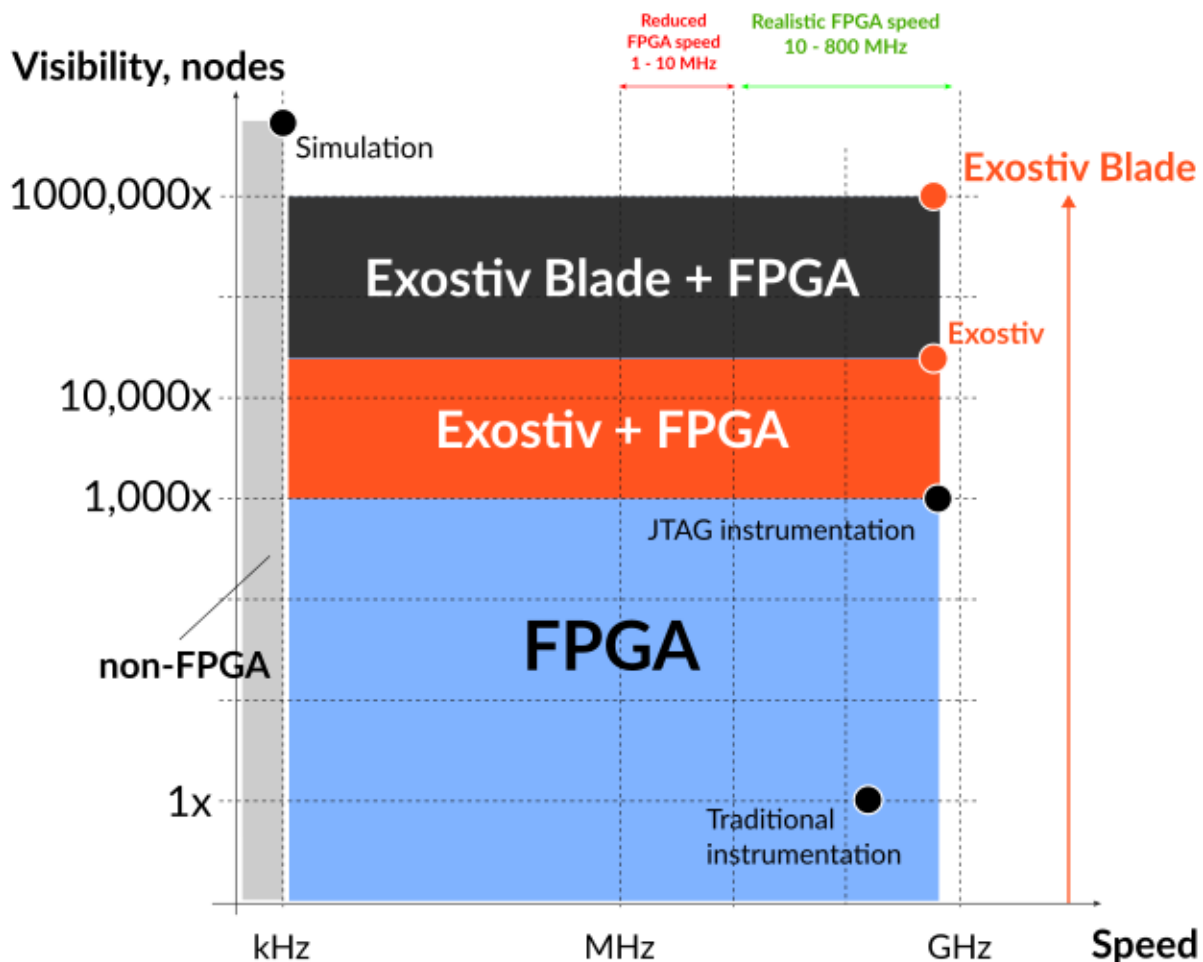 Reduced
FPGA speed
1 - 10 MHz
Realistic FPGA speed
10 - 800 MHz
Visibility, nodes
Simulation
Exostiv Blade
1000,000x
Exostiv Blade + FPGA
Exostiv
10,000x
Exostiv + FPGA
1,000x
JTAG instrumentation
FPGA
non-FPGA
1x
Traditional
instrumentation
kHz
MHz
GHz
Speed